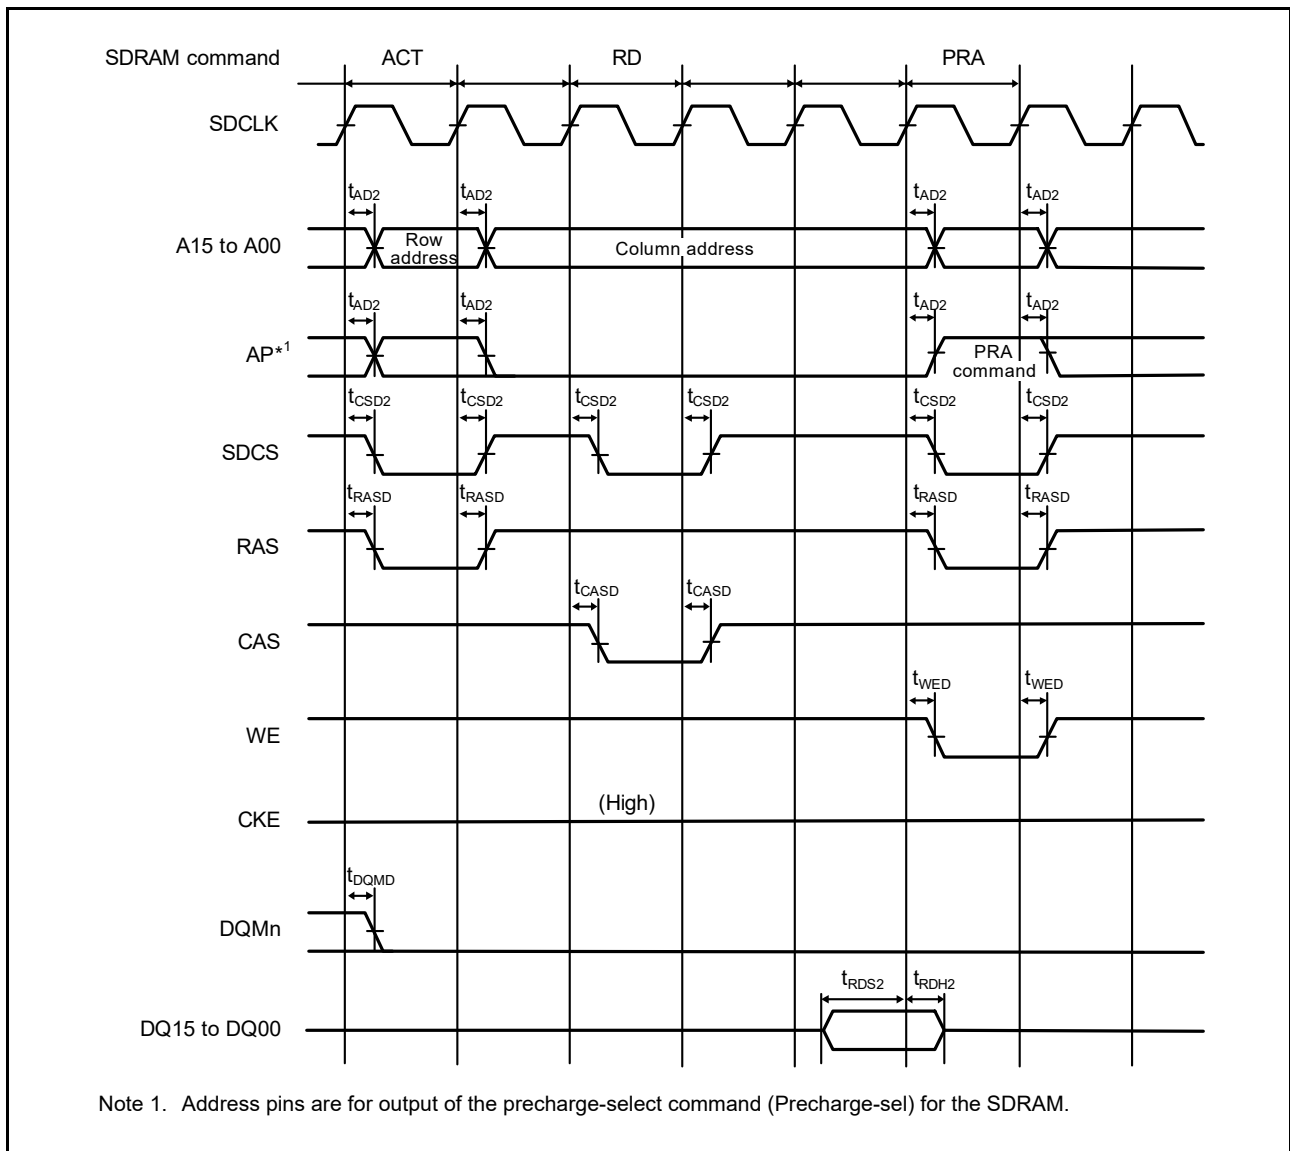 SDRAM command ACT RD PRA
SDCLK
tAD2 tAD2 tAD2 tAD2
A15 to A00 Row address Column address
tAD2 tAD2 tAD2 tAD2
AP*1 PRA command
tCSD2 tCSD2 tCSD2 tCSD2 tCSD2 tCSD2
SDCS
tRASD tRASD tRASD tRASD
RAS
tCASD tCASD
CAS
tWED tWED
WE
(High)
CKE
tDQMD
DQMn
tRDS2 tRDH2
DQ15 to DQ00
Note 1. Address pins are for output of the precharge-select command (Precharge-sel) for the SDRAM.